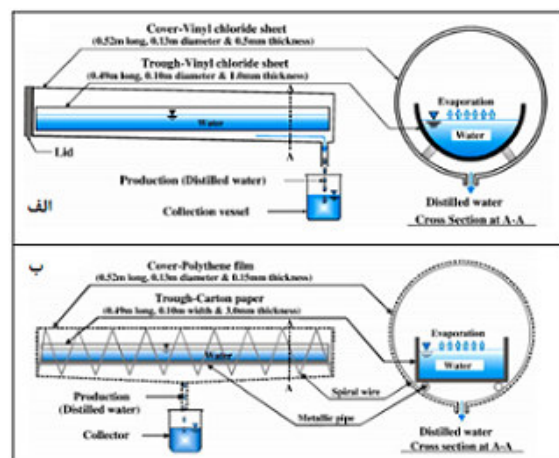 Cover-Vinyl chloride sheet
(0.52m long, 0.13m diameter & 0.5mm thickness)
Trough-Vinyl chloride sheet
(0.49m long, 0.10m diameter & 1.0mm thickness)
Evaporation
Water
Water
Lid
A
Production (Distilled water)
Collection vessel
Distilled water
Cross Section at A-A
الف
ب
Cover-Polythene film
(0.52m long, 0.13m diameter & 0.15mm thickness)
Trough-Carton paper
(0.49m long, 0.10m width & 3.0mm thickness)
A
Evaporation
Water
Water
A
Production
(Distilled water)
Spiral wire
Metallic pipe
Collector
Distilled water
Cross section at A-A